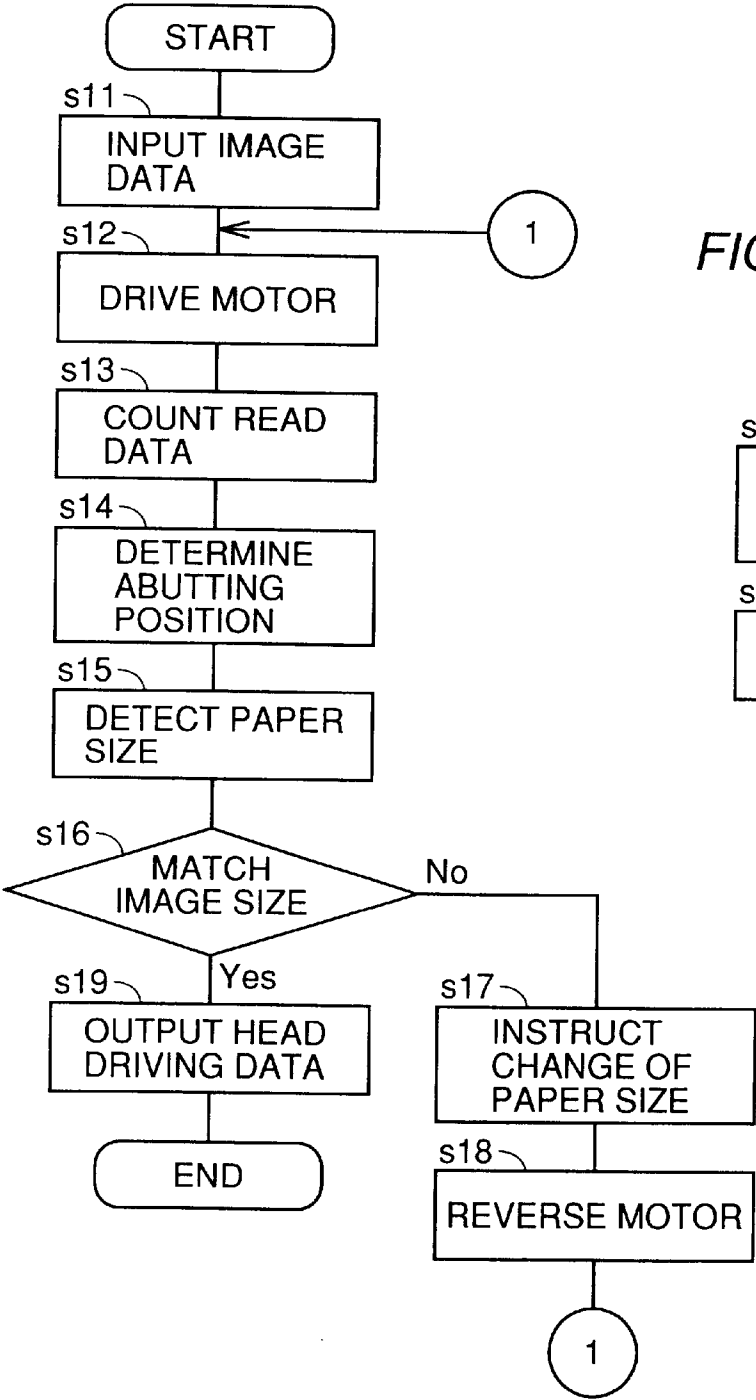 START
s11
INPUT IMAGE
DATA
1
s12
DRIVE MOTOR
s13
COUNT READ
DATA
s14
DETERMINE
ABUTTING
POSITION
s15
DETECT PAPER
SIZE
s16
MATCH
IMAGE SIZE
No
Yes
s19
OUTPUT HEAD
DRIVING DATA
END
s17
INSTRUCT
CHANGE OF
PAPER SIZE
s18
REVERSE MOTOR
1